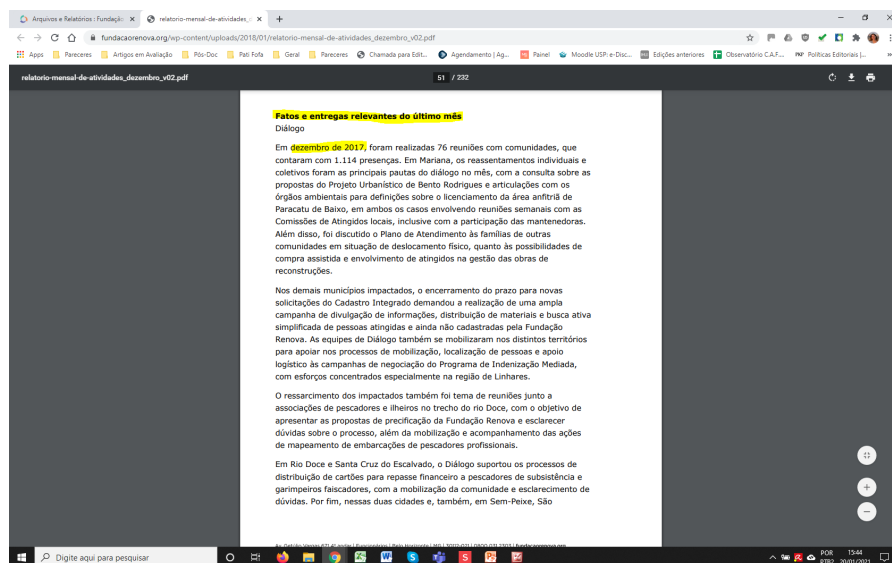 Arquivos e Relatórios : Fundaçã
relatorio-mensal-de-atividades_
fundacaorenova.org/wp-content/uploads/2018/01/relatorio-mensal-de-atividades_dezembro_v02.pdf
Apps Pareceres Artigos em Avaliação Pós-Doc Pati Fofa Geral Pareceres Chamada para Edit... Agendamento | Ag... Painel Moodle USP: e-Disc... Edições anteriores Observatório C.A.F.... Políticas Editoriais |...
relatorio-mensal-de-atividades_dezembro_v02.pdf
51 / 232
Fatos e entregas relevantes do último mês
Diálogo
Em dezembro de 2017, foram realizadas 76 reuniões com comunidades, que
contaram com 1.114 presenças. Em Mariana, os reassentamentos individuais e
coletivos foram as principais pautas do diálogo no mês, com a consulta sobre as
propostas do Projeto Urbanístico de Bento Rodrigues e articulações com os
órgãos ambientais para definições sobre o licenciamento da área anfitriã de
Paracatu de Baixo, em ambos os casos envolvendo reuniões semanais com as
Comissões de Atingidos locais, inclusive com a participação das mantenedoras.
Além disso, foi discutido o Plano de Atendimento às famílias de outras
comunidades em situação de deslocamento físico, quanto às possibilidades de
compra assistida e envolvimento de atingidos na gestão das obras de
reconstruções.
Nos demais municípios impactados, o encerramento do prazo para novas
solicitações do Cadastro Integrado demandou a realização de uma ampla
campanha de divulgação de informações, distribuição de materiais e busca ativa
simplificada de pessoas atingidas e ainda não cadastradas pela Fundação
Renova. As equipes de Diálogo também se mobilizaram nos distintos territórios
para apoiar nos processos de mobilização, localização de pessoas e apoio
logístico às campanhas de negociação do Programa de Indenização Mediada,
com esforços concentrados especialmente na região de Linhares.
O ressarcimento dos impactados também foi tema de reuniões junto a
associações de pescadores e ilheiros no trecho do rio Doce, com o objetivo de
apresentar as propostas de precificação da Fundação Renova e esclarecer
dúvidas sobre o processo, além da mobilização e acompanhamento das ações
de mapeamento de embarcações de pescadores profissionais.
Em Rio Doce e Santa Cruz do Escalvado, o Diálogo suportou os processos de
distribuição de cartões para repasse financeiro a pescadores de subsistência e
garimpeiros faiscadores, com a mobilização da comunidade e esclarecimento de
dúvidas. Por fim, nessas duas cidades e, também, em Sem-Peixe, São
Digite aqui para pesquisar
POR 15:44
PTB2 20/01/2021